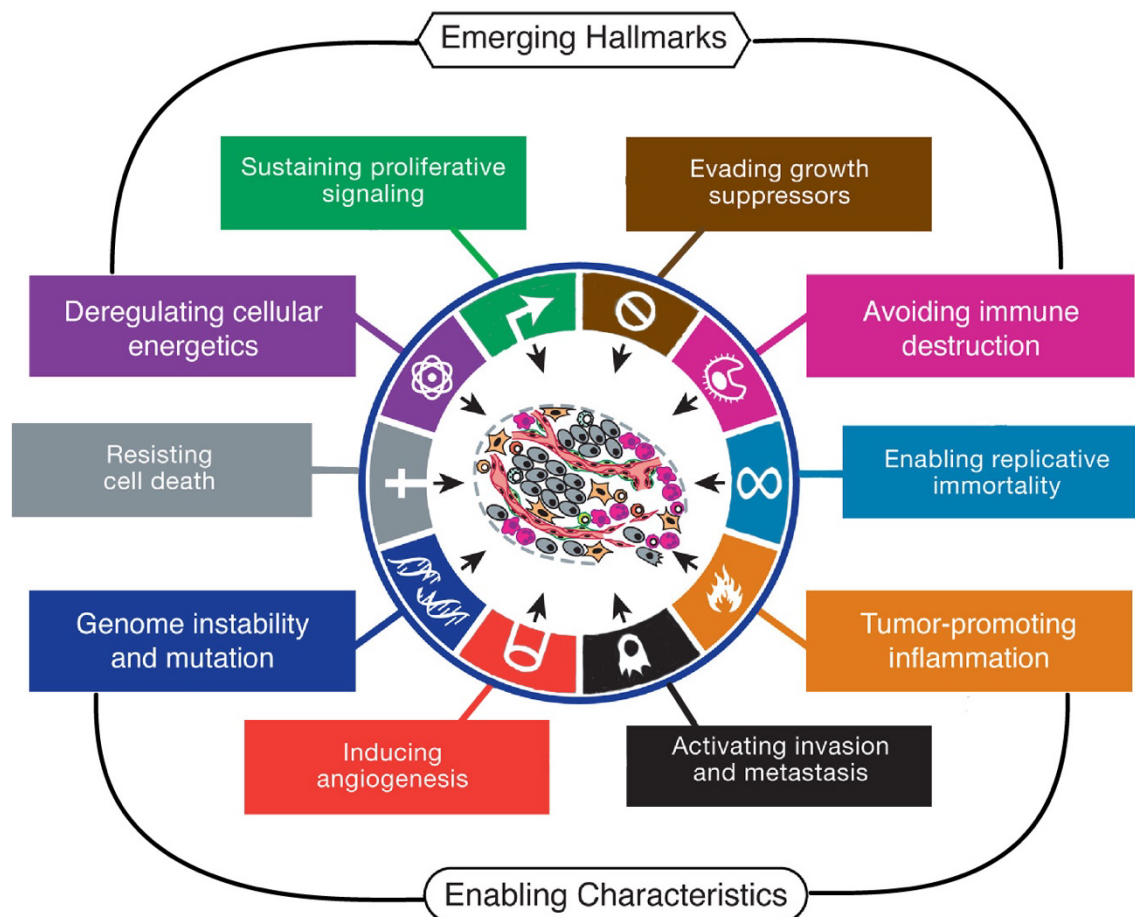 Emerging Hallmarks
Sustaining proliferative
signaling
Evading growth
suppressors
Deregulating cellular
energetics
Avoiding immune
destruction
Resisting
cell death
Enabling replicative
immortality
Genome instability
and mutation
Tumor-promoting
inflammation
Inducing
angiogenesis
Activating invasion
and metastasis
Enabling Characteristics